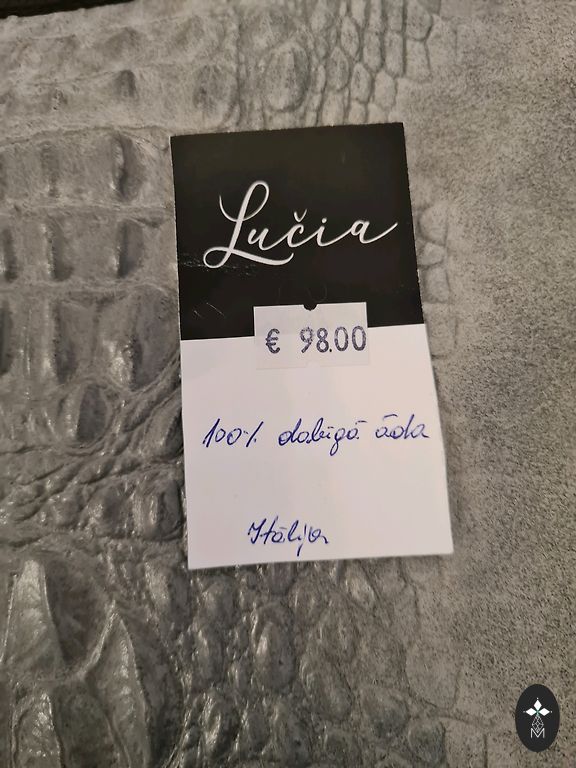 Lučia
€ 98.00
100% dabīgā āda
Itālija
M